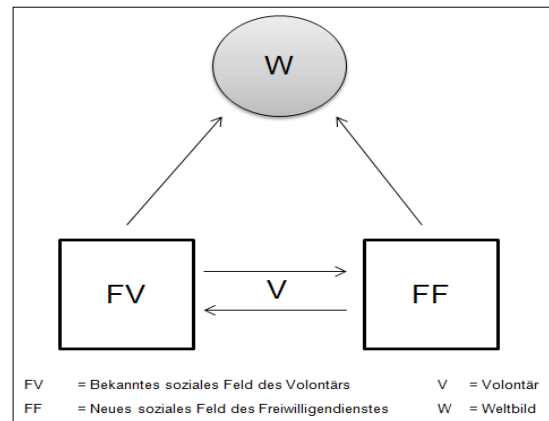 W
FV
V
FF
FV = Bekanntes soziales Feld des Volontärs V = Volontär
FF = Neues soziales Feld des Freiwilligendienstes W = Weltbild